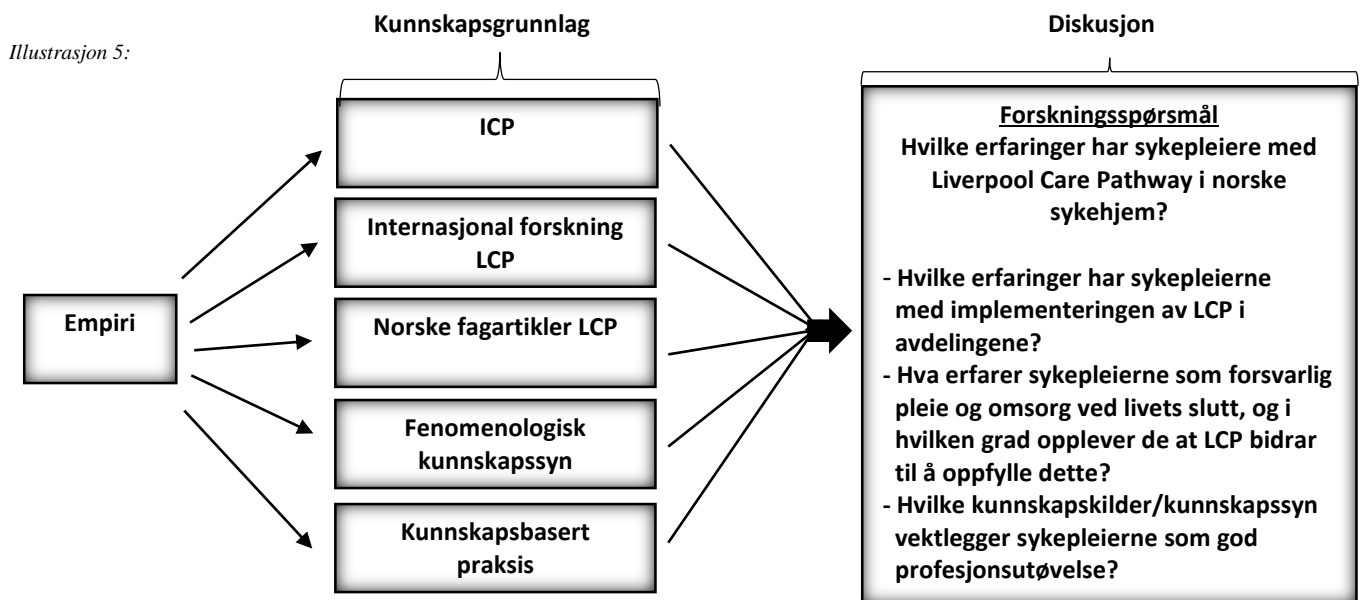 Illustrasjon 5:
Kunnskapsgrunnlag
Diskusjon
Empiri
ICP
Internasjonal forskning
LCP
Norske fagartikler LCP
Fenomenologisk
kunnskapssyn
Kunnskapsbasert
praksis
Forskningsspørsmål
Hvilke erfaringer har sykepleiere med
Liverpool Care Pathway i norske
sykehjem?
- Hvilke erfaringer har sykepleierne
med implementeringen av LCP i
avdelingene?
- Hva erfarer sykepleierne som forsvarlig
pleie og omsorg ved livets slutt, og i
hvilken grad opplever de at LCP bidrar
til å oppfylle dette?
- Hvilke kunnskapskilder/kunnskapssyn
vektlegger sykepleierne som god
profesjonsutøvelse?